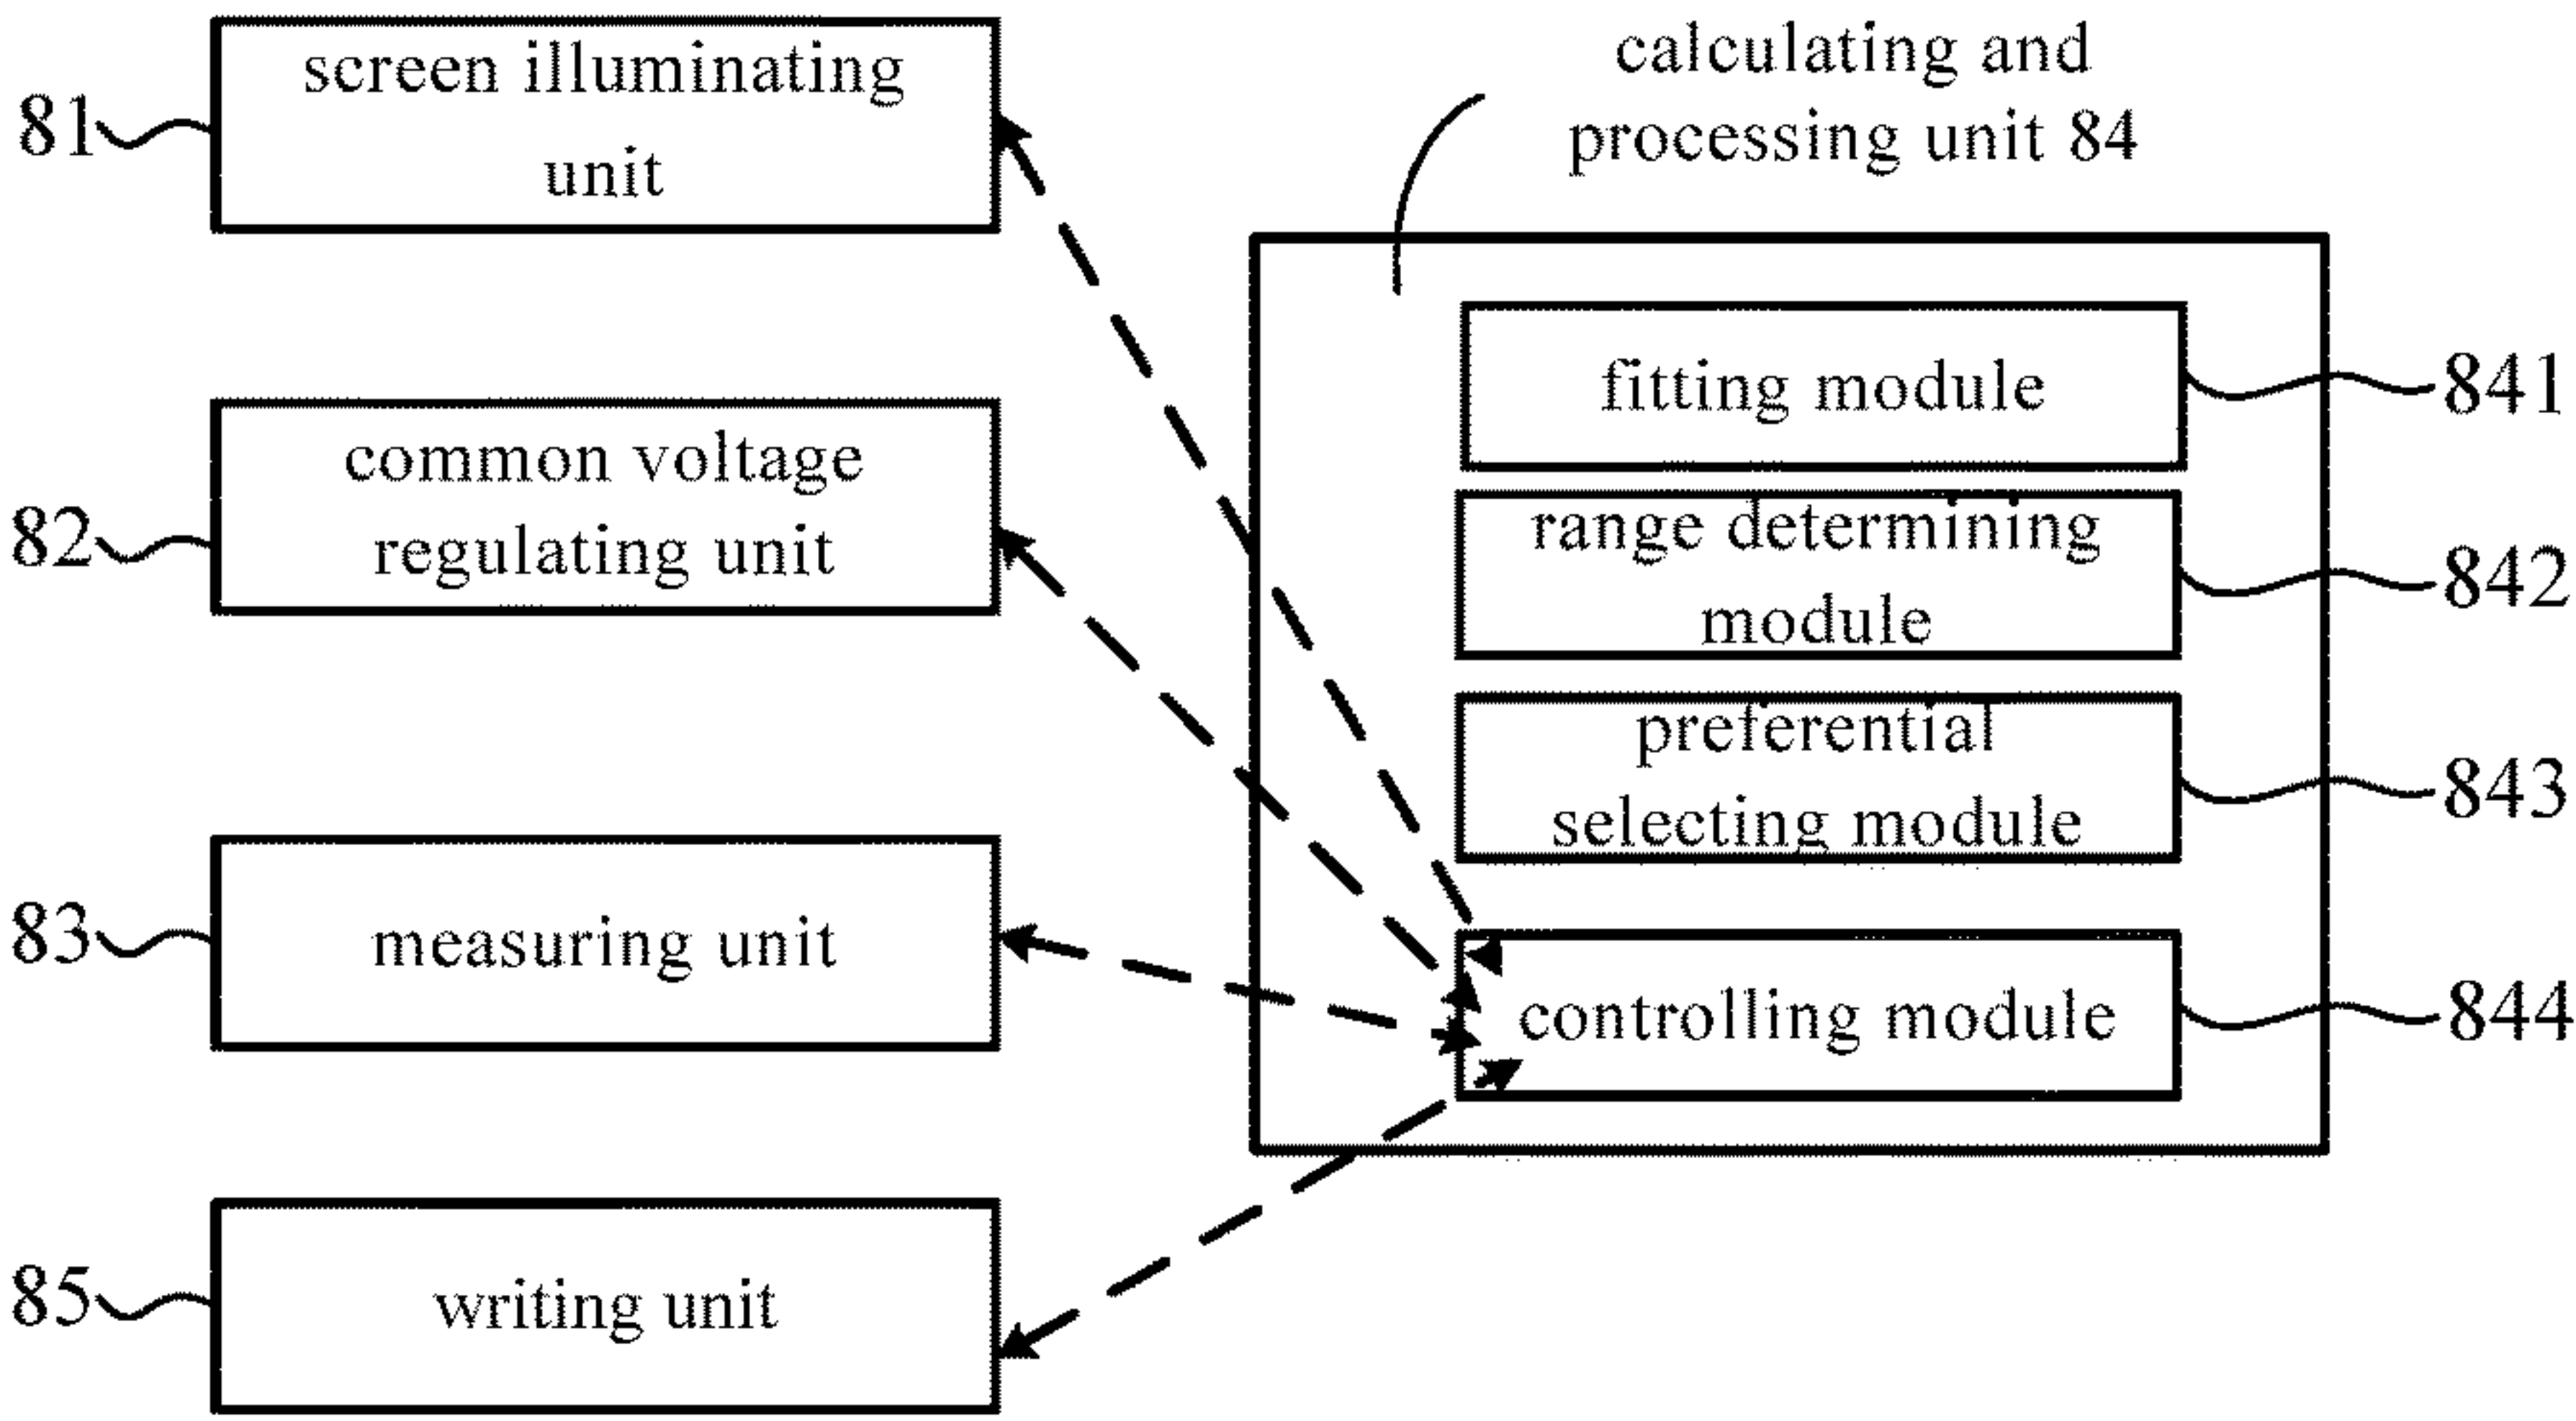 screen illuminating
unit
81
common voltage
regulating unit
82
measuring unit
83
writing unit
85
calculating and
processing unit 84
fitting module
841
range determining
module
842
preferential
selecting module
843
controlling module
844